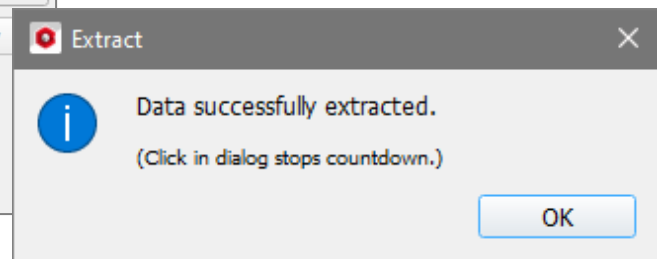 Extract
Data successfully extracted.
(Click in dialog stops countdown.)
OK